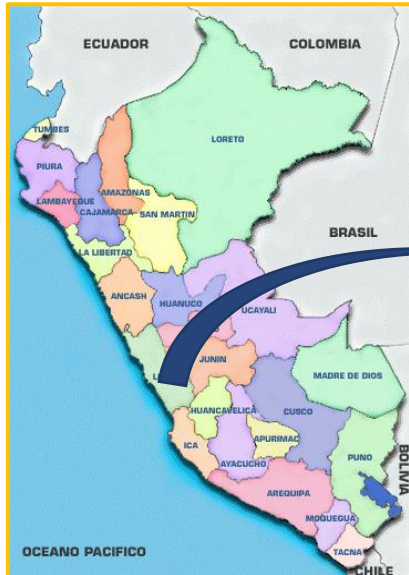 ECUADOR
COLOMBIA
TUMBES
LORETO
PIURA
AMAZONAS
LAMBAYEQUE
CAJAMARCA
SAN MARTIN
BRASIL
LA LIBERTAD
ANCASH
HUANUCO
UCAYALI
JUNIN
MADRE DE DIOS
HUANCAVELICA
CUSCO
ICA
APURIMAC
AYACUCHO
PUNO
BOLIVIA
AREQUIPA
MOQUEGUA
OCEANO PACIFICO
TACNA
CHILE